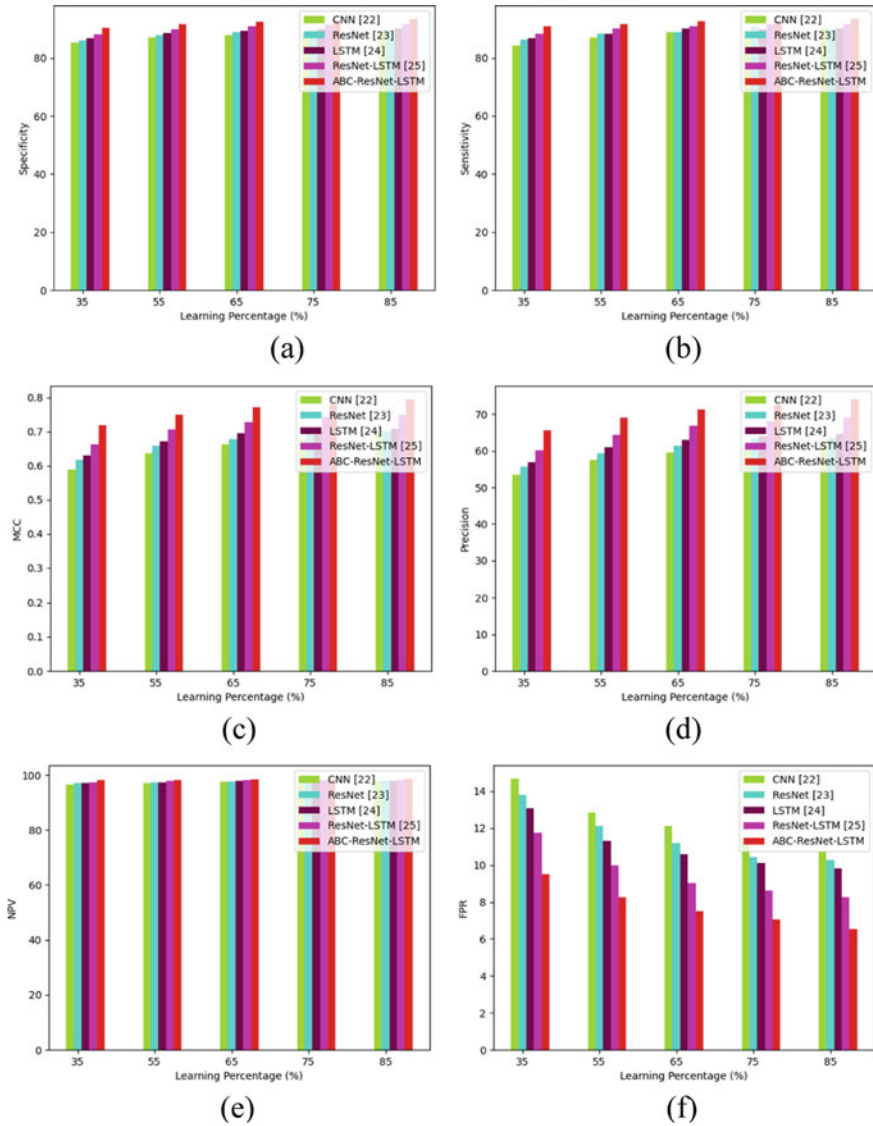 CNN [22]
ResNet [23]
LSTM [24]
ResNet-LSTM [25]
ABC-ResNet-LSTM
Specificity
80
60
40
20
0
35 55 65 75 85
Learning Percentage (%)
(a)
CNN [22]
ResNet [23]
LSTM [24]
ResNet-LSTM [25]
ABC-ResNet-LSTM
Sensitivity
80
60
40
20
0
35 55 65 75 85
Learning Percentage (%)
(b)
CNN [22]
ResNet [23]
LSTM [24]
ResNet-LSTM [25]
ABC-ResNet-LSTM
MCC
0.8
0.7
0.6
0.5
0.4
0.3
0.2
0.1
0.0
35 55 65 75 85
Learning Percentage (%)
(c)
CNN [22]
ResNet [23]
LSTM [24]
ResNet-LSTM [25]
ABC-ResNet-LSTM
Precision
70
60
50
40
30
20
10
0
35 55 65 75 85
Learning Percentage (%)
(d)
CNN [22]
ResNet [23]
LSTM [24]
ResNet-LSTM [25]
ABC-ResNet-LSTM
NPV
100
80
60
40
20
0
35 55 65 75 85
Learning Percentage (%)
(e)
CNN [22]
ResNet [23]
LSTM [24]
ResNet-LSTM [25]
ABC-ResNet-LSTM
FPR
14
12
10
8
6
4
2
0
35 55 65 75 85
Learning Percentage (%)
(f)